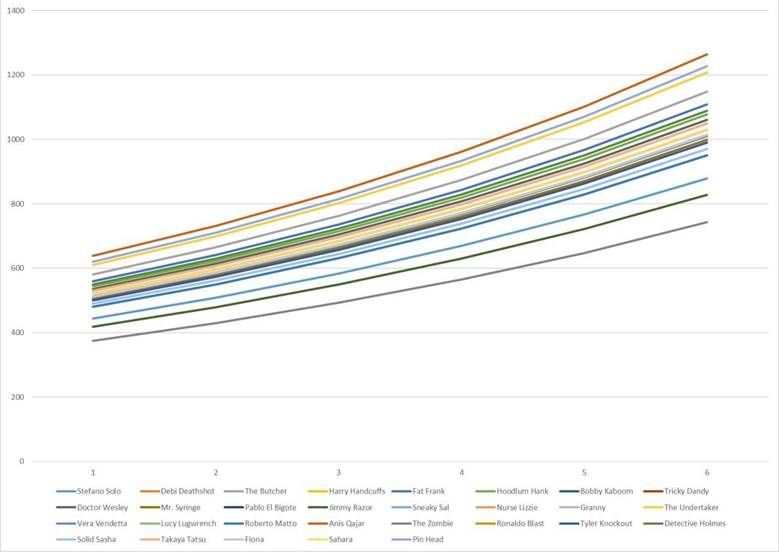 1400
1200
1000
800
600
400
200
0
1 2 3 4 5 6
Stefano Solo Debi Deathshot The Butcher Harry Handcuffs Fat Frank Hoodlum Hank Bobby Kaboom Tricky Dandy
Doctor Wesley Mr. Syringe Pablo El Bigote Jimmy Razor Sneaky Sal Nurse Lizzie Granny The Undertaker
Vera Vendetta Lucy Lugwrench Roberto Matto Anis Qajar The Zombie Ronaldo Blast Tyler Knockout Detective Holmes
Solid Sasha Takaya Tatsu Fiona Sahara Pin Head